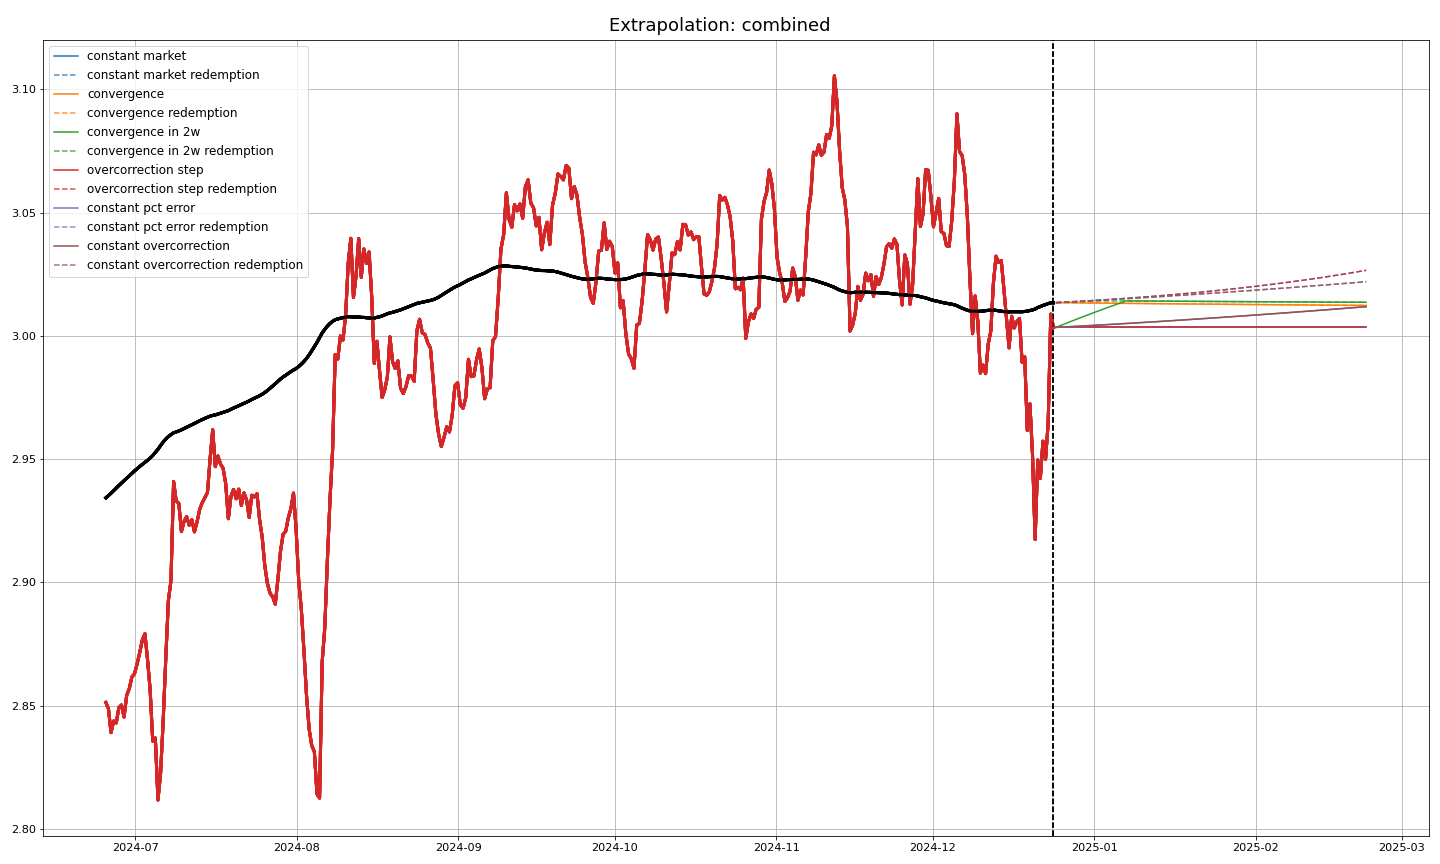 Extrapolation: combined
constant market
constant market redemption
convergence
convergence redemption
convergence in 2w
convergence in 2w redemption
overcorrection step
overcorrection step redemption
constant pct error
constant pct error redemption
constant overcorrection
constant overcorrection redemption
3.10
3.05
3.00
2.95
2.90
2.85
2.80
2024-07 2024-08 2024-09 2024-10 2024-11 2024-12 2025-01 2025-02 2025-03